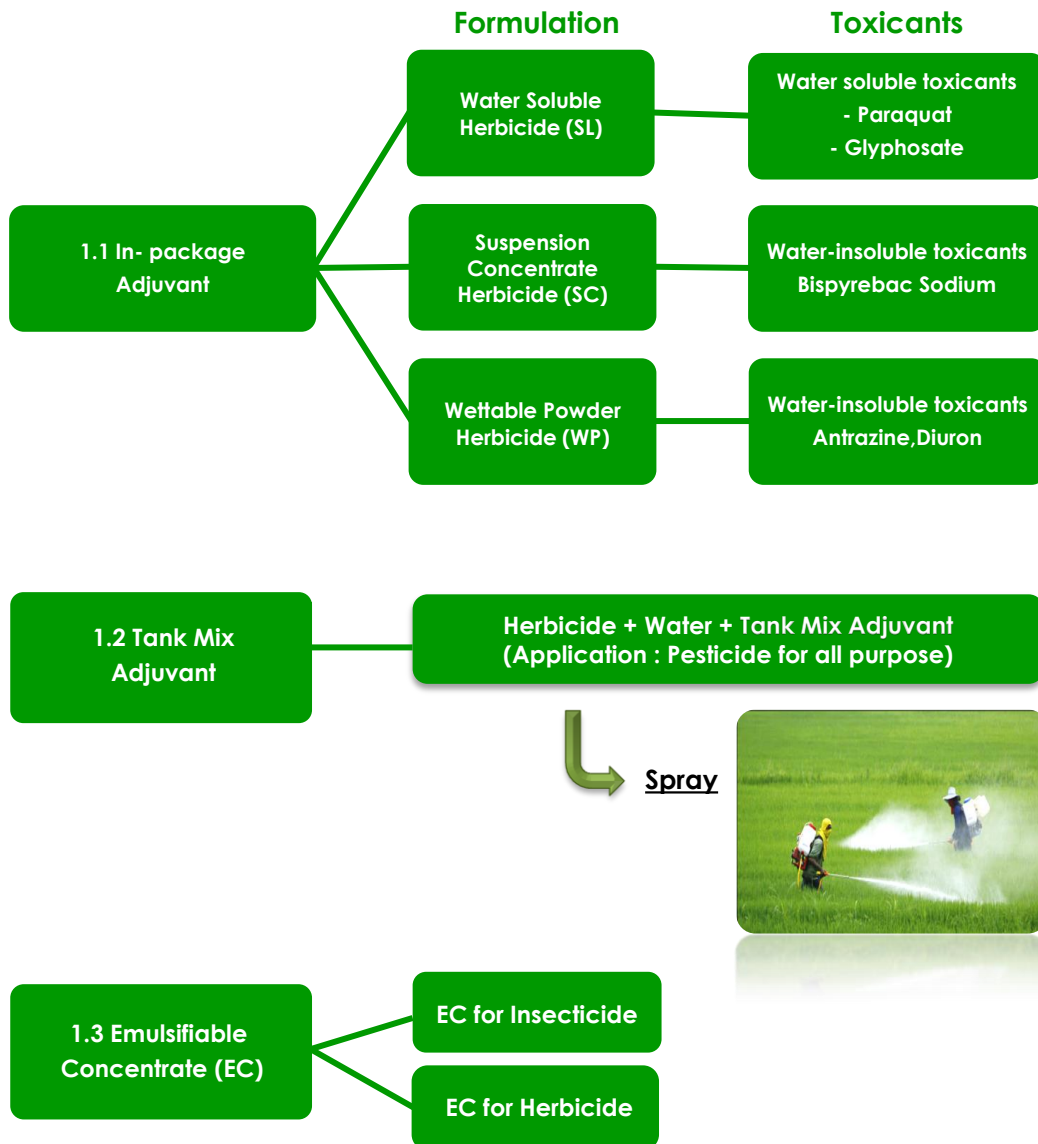 Formulation
Toxicants
Water Soluble
Herbicide (SL)
Water soluble toxicants
- Paraquat
- Glyphosate
1.1 In- package
Adjuvant
Suspension
Concentrate
Herbicide (SC)
Water-insoluble toxicants
Bispyrebac Sodium
Wettable Powder
Herbicide (WP)
Water-insoluble toxicants
Antrazine,Diuron
1.2 Tank Mix
Adjuvant
Herbicide + Water + Tank Mix Adjuvant
(Application : Pesticide for all purpose)
Spray
1.3 Emulsifiable
Concentrate (EC)
EC for Insecticide
EC for Herbicide